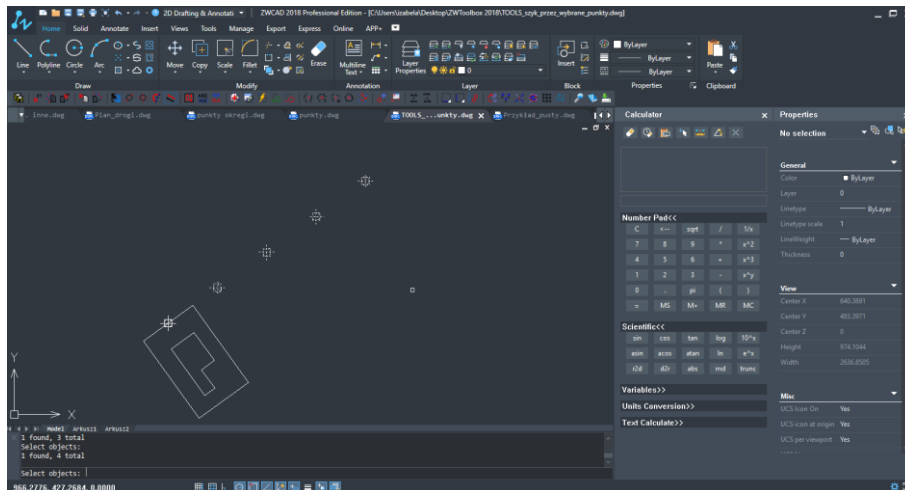 2D Drafting & Annotati
ZWCAD 2018 Professional Edition - [C:\Users\izabela\Desktop\ZWToolbox 2018\TOOLS_szyk_przez_wybrane_punkty.dwg]
Home Solid Annotate Insert Views Tools Manage Export Express Online APP+
Line Polyline Circle Arc
Move Copy Scale Fillet Erase
Multiline Text
Layer Properties
0
Insert
ByLayer
ByLayer
ByLayer
Paste
Draw Modify Annotation Layer Block Properties Clipboard
inne.dwg Plan_drogi.dwg punkty okregi.dwg punkty.dwg TOOLS_...unkty.dwg X Przyklad_pusty.dwg
Calculator x
Properties x
No selection
General
Color ByLayer
Layer 0
Linetype ByLayer
Linetype scale 1
LineWeight ByLayer
Thickness 0
View
Center X 640.3691
Center Y 483.3971
Center Z 0
Height 974.1044
Width 2636.8505
Misc
UCS icon On Yes
UCS icon at origin Yes
UCS per viewport Yes
Number Pad<<
C <-- sqrt / 1/x
7 8 9 * x^2
4 5 6 + x^3
1 2 3 - x^y
0 . pi ( )
= MS M+ MR MC
Scientific<<
sin cos tan log 10^x
asin acos atan ln e^x
r2d d2r abs rnd trunc
Variables>>
Units Conversion>>
Text Calculate>>
Y
X
Model Arkusz1 Arkusz2
1 found, 3 total
Select objects:
1 found, 4 total
Select objects:
966.2776, 427.2684, 0.0000